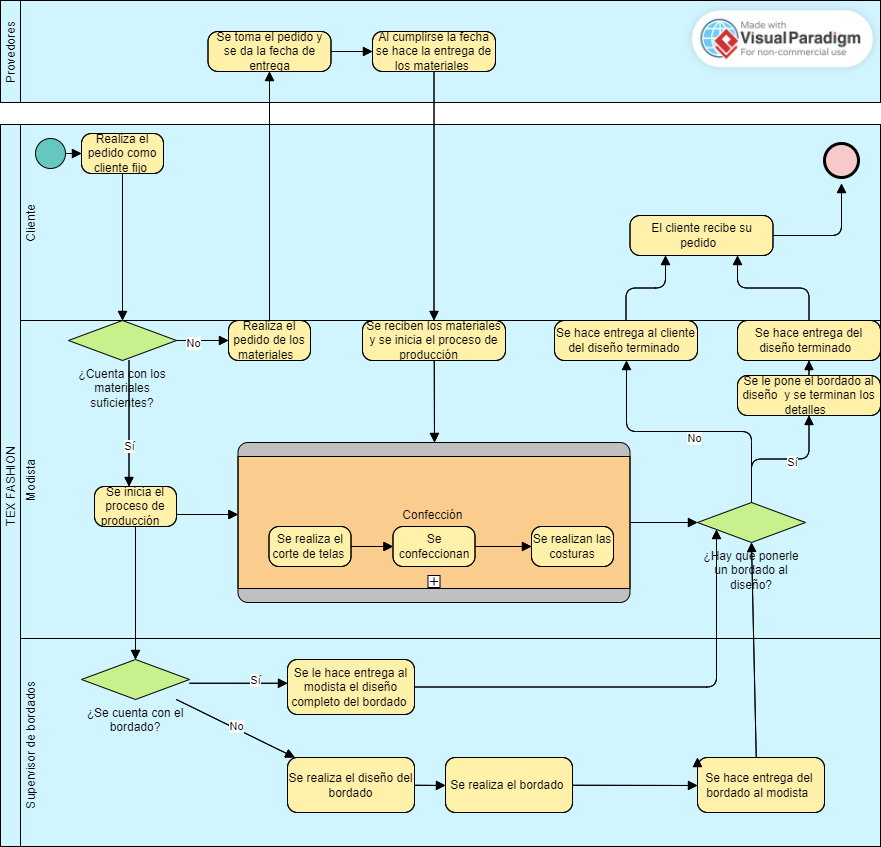 Provedores
Se toma el pedido y
se da la fecha de
entrega
Al cumplirse la fecha
se hace la entrega de
los materiales
Made with
VisualParadigm
For non-commercial use
TEX FASHION
Cliente
Realiza el
pedido como
cliente fijo
El cliente recibe su
pedido
Modista
¿Cuenta con los
materiales
suficientes?
No
Realiza el
pedido de los
materiales
Se reciben los materiales
y se inicia el proceso de
producción
Se hace entrega al cliente
del diseño terminado
Se hace entrega del
diseño terminado
Se le pone el bordado al
diseño y se terminan los
detalles
Sí
No
Sí
Se inicia el
proceso de
producción
Confección
Se realiza el
corte de telas
Se
confeccionan
Se realizan las
costuras
¿Hay que ponerle
un bordado al
diseño?
Supervisor de bordados
¿Se cuenta con el
bordado?
Sí
No
Se le hace entrega al
modista el diseño
completo del bordado
Se realiza el diseño del
bordado
Se realiza el bordado
Se hace entrega del
bordado al modista